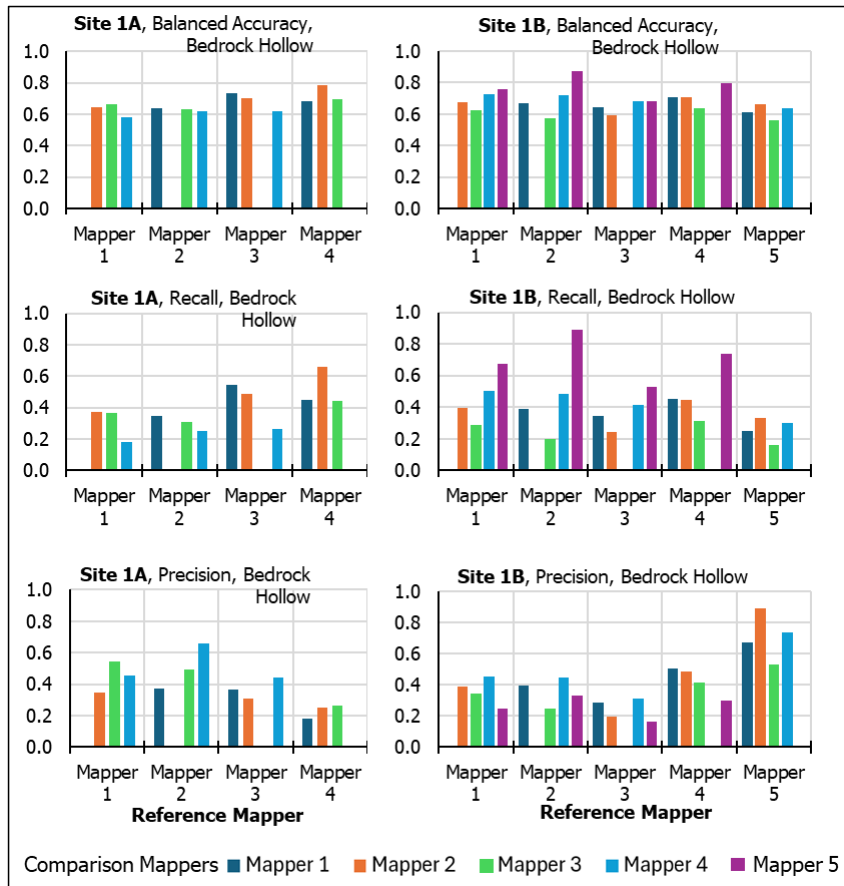 Site 1A, Balanced Accuracy,
Bedrock Hollow
1.0
0.8
0.6
0.4
0.2
0.0
Mapper Mapper Mapper Mapper
1 2 3 4
Site 1B, Balanced Accuracy,
Bedrock Hollow
1.0
0.8
0.6
0.4
0.2
0.0
Mapper Mapper Mapper Mapper Mapper
1 2 3 4 5
Site 1A, Recall, Bedrock
Hollow
1.0
0.8
0.6
0.4
0.2
0.0
Mapper Mapper Mapper Mapper
1 2 3 4
Site 1B, Recall, Bedrock Hollow
1.0
0.8
0.6
0.4
0.2
0.0
Mapper Mapper Mapper Mapper Mapper
1 2 3 4 5
Site 1A, Precision, Bedrock
Hollow
1.0
0.8
0.6
0.4
0.2
0.0
Mapper Mapper Mapper Mapper
1 2 3 4
Reference Mapper
Site 1B, Precision, Bedrock Hollow
1.0
0.8
0.6
0.4
0.2
0.0
Mapper Mapper Mapper Mapper Mapper
1 2 3 4 5
Reference Mapper
Comparison Mappers Mapper 1 Mapper 2 Mapper 3 Mapper 4 Mapper 5